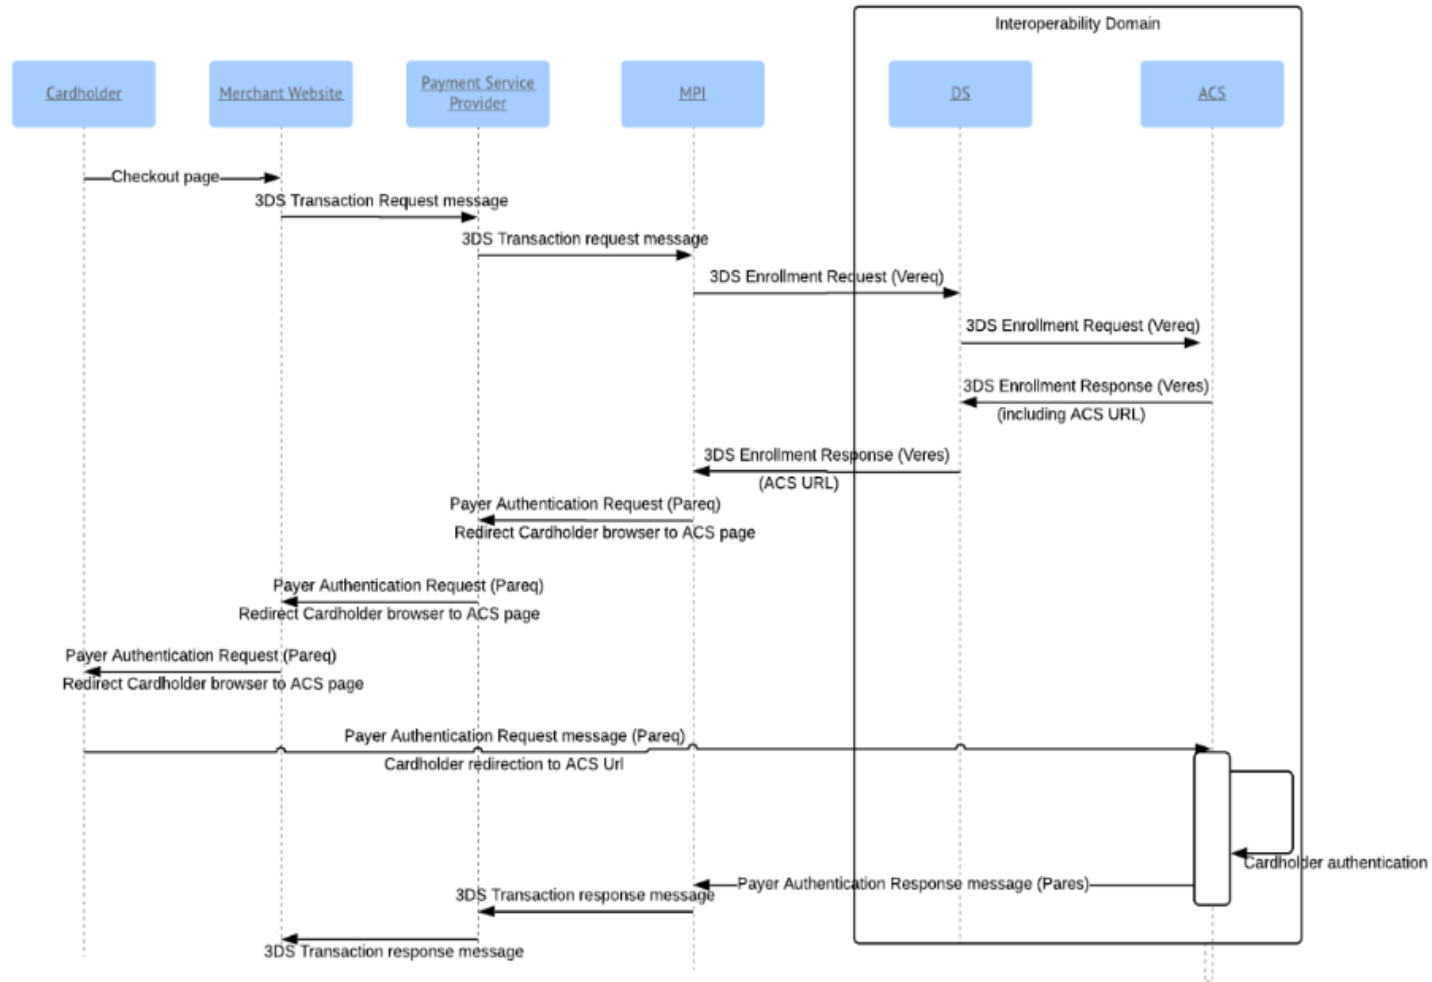 Interoperability Domain
Cardholder
Merchant Website
Payment Service
Provider
MPI
DS
ACS
Checkout page
3DS Transaction Request message
3DS Transaction request message
3DS Enrollment Request (Vereq)
3DS Enrollment Request (Vereq)
3DS Enrollment Response (Veres)
(including ACS URL)
3DS Enrollment Response (Veres)
(ACS URL)
Payer Authentication Request (Pareq)
Redirect Cardholder browser to ACS page
Payer Authentication Request (Pareq)
Redirect Cardholder browser to ACS page
Payer Authentication Request (Pareq)
Redirect Cardholder browser to ACS page
Payer Authentication Request message (Pareq)
Cardholder redirection to ACS Url
Cardholder authentication
Payer Authentication Response message (Pares)
3DS Transaction response message
3DS Transaction response message